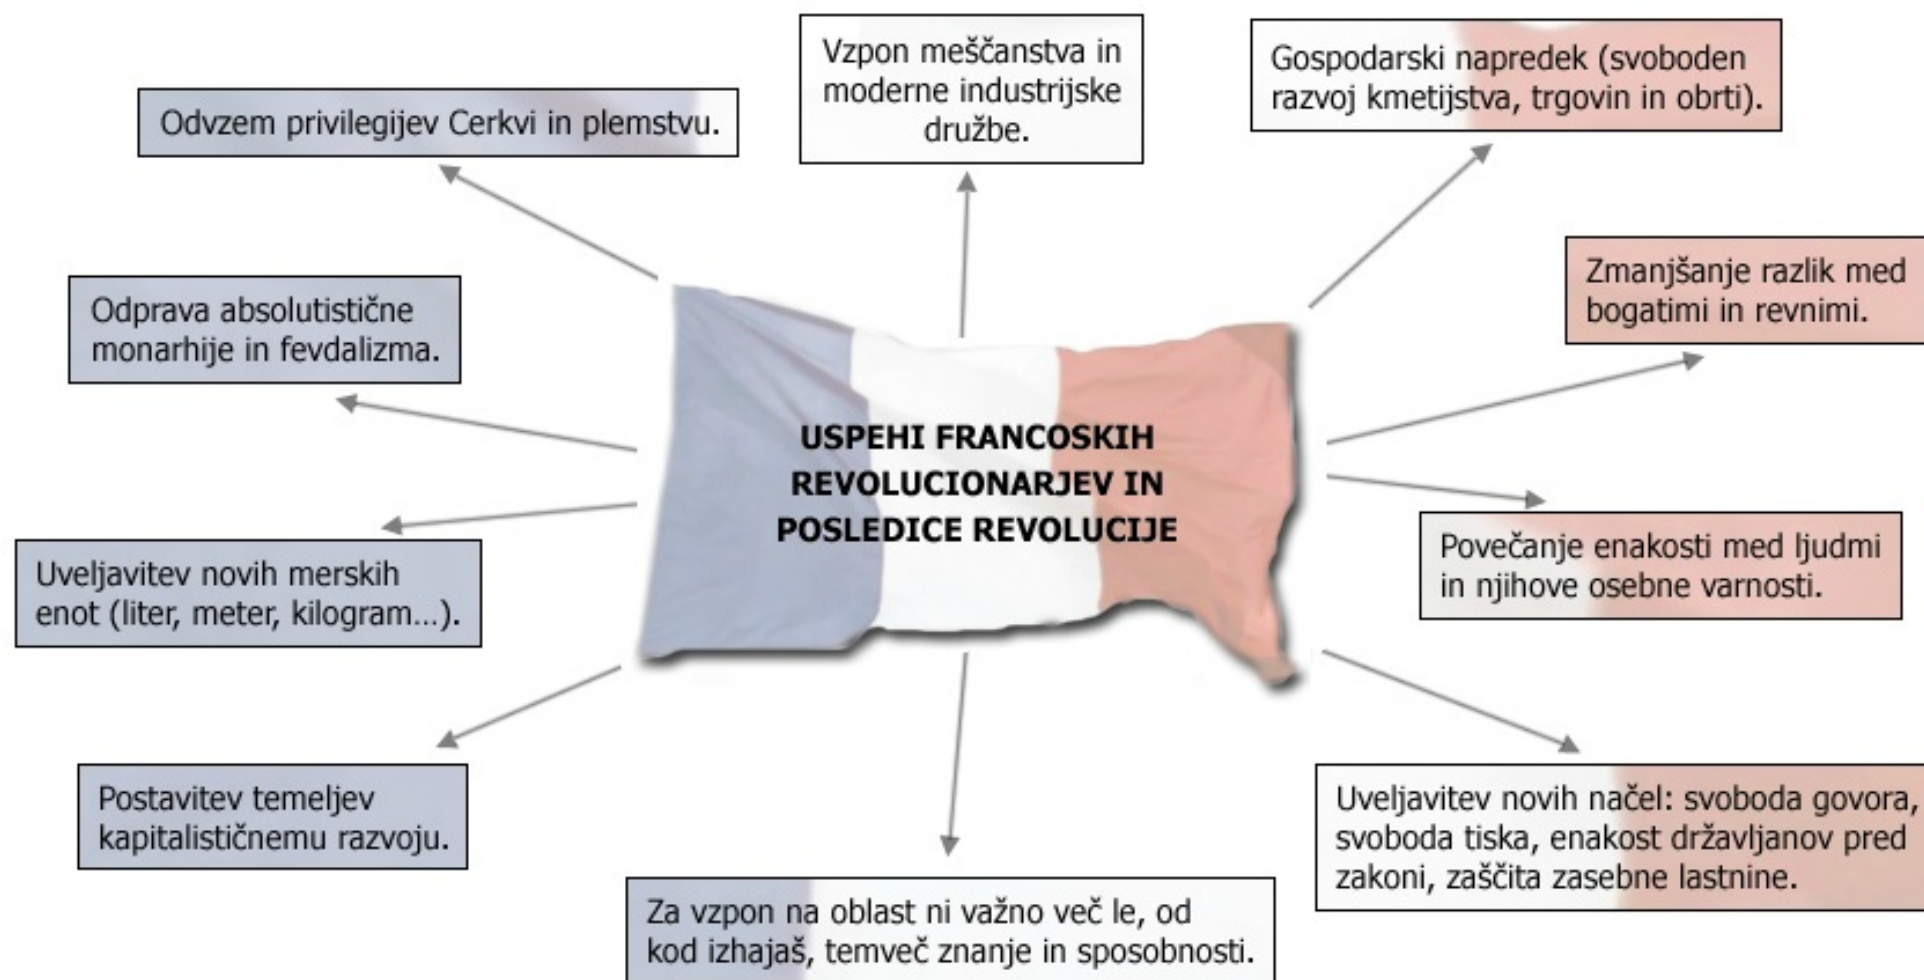 Vzpon meščanstva in
moderne industrijske
družbe.
Gospodarski napredek (svoboden
razvoj kmetijstva, trgovin in obrti).
Odvzem privilegijev Cerkvi in plemstvu.
Zmanjšanje razlik med
bogatimi in revnimi.
Odprava absolutistične
monarhije in fevdalizma.
USPEHI FRANCOSKIH
REVOLUCIONARJEV IN
POSLEDICE REVOLUCIJE
Povečanje enakosti med ljudmi
in njihove osebne varnosti.
Uveljavitev novih merskih
enot (liter, meter, kilogram...).
Postavitev temeljev
kapitalističnemu razvoju.
Uveljavitev novih načel: svoboda govora,
svoboda tiska, enakost državljanov pred
zakoni, zaščita zasebne lastnine.
Za vzpon na oblast ni važno več le, od
kod izhajaš, temveč znanje in sposobnosti.